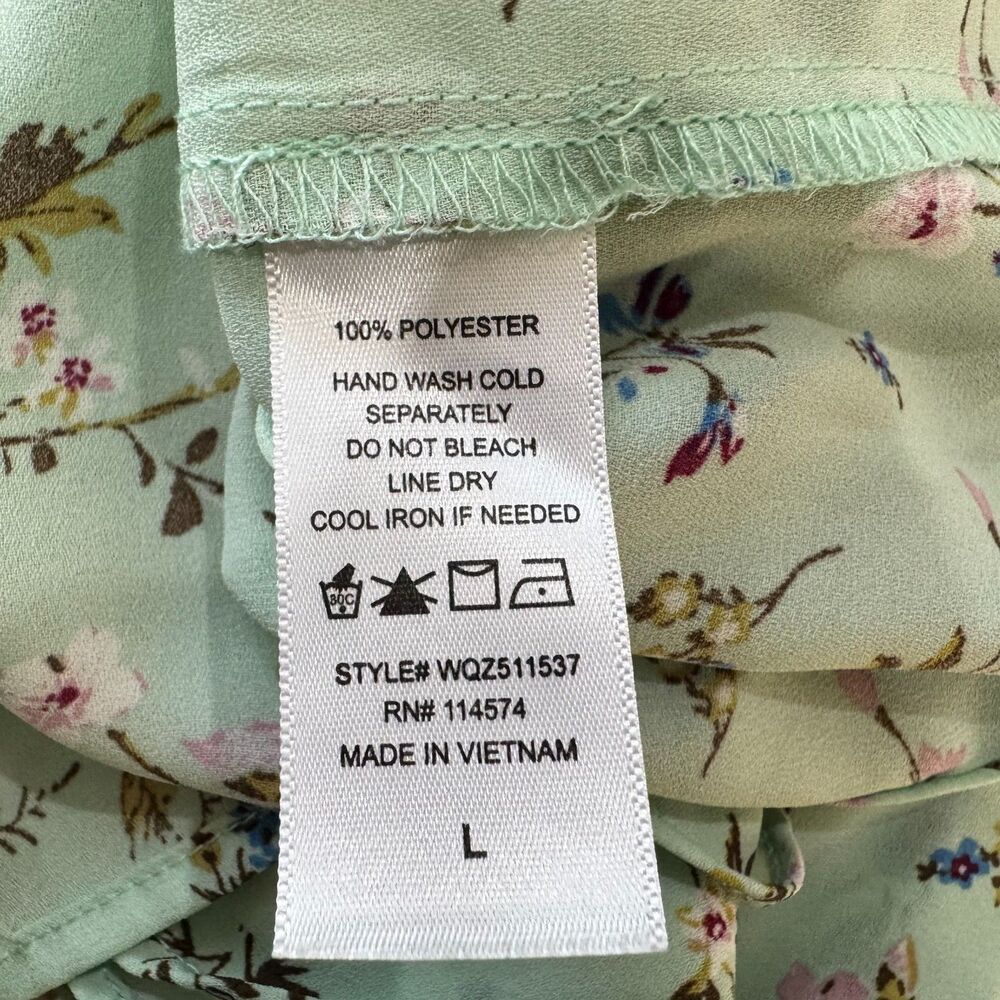 100% POLYESTER
HAND WASH COLD
SEPARATELY
DO NOT BLEACH
LINE DRY
COOL IRON IF NEEDED
80C
STYLE# WQZ511537
RN# 114574
MADE IN VIETNAM
L